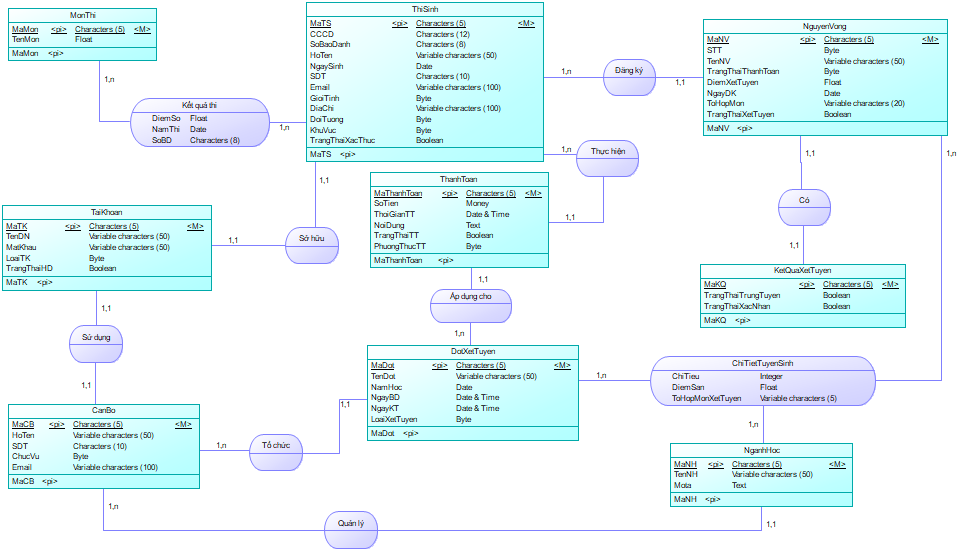 MonThi
MaMon <pi> Characters (5) <M>
TenMon Float
MaMon <pi>
1,n
Kết quả thi
DiemSo Float
NamThi Date
SoBD Characters (8)
1,n
ThiSinh
MaTS <pi> Characters (5) <M>
CCCD Characters (12)
SoBaoDanh Characters (8)
HoTen Variable characters (50)
NgaySinh Date
SDT Characters (10)
Email Variable characters (100)
GioiTinh Byte
DiaChi Variable characters (100)
DoiTuong Byte
KhuVuc Byte
TrangThaiXacThuc Boolean
MaTS <pi>
1,n
Đăng ký
1,1
NguyenVong
MaNV <pi> Characters (5) <M>
STT Byte
TenNV Variable characters (50)
TrangThaiThanhToan Byte
DiemXetTuyen Float
NgayDK Date
ToHopMon Variable characters (20)
TrangThaiXetTuyen Boolean
MaNV <pi>
1,n
Thực hiện
1,1
1,1
1,n
Có
1,1
1,1
ThanhToan
MaThanhToan <pi> Characters (5) <M>
SoTien Money
ThoiGianTT Date & Time
NoiDung Text
TrangThaiTT Boolean
PhuongThucTT Byte
MaThanhToan <pi>
TaiKhoan
MaTK <pi> Characters (5) <M>
TenDN Variable characters (50)
MatKhau Variable characters (50)
LoaiTK Byte
TrangThaiHD Boolean
MaTK <pi>
1,1
Sở hữu
KetQuaXetTuyen
MaKQ <pi> Characters (5) <M>
TrangThaiTrungTuyen Boolean
TrangThaiXacNhan Boolean
MaKQ <pi>
1,1
Áp dụng cho
1,n
1,1
Sử dụng
1,1
DotXetTuyen
MaDot <pi> Characters (5) <M>
TenDot Variable characters (50)
NamHoc Date
NgayBD Date & Time
NgayKT Date & Time
LoaiXetTuyen Byte
MaDot <pi>
1,n
ChiTietTuyenSinh
ChiTieu Integer
DiemSan Float
ToHopMonXetTuyen Variable characters (5)
1,n
CanBo
MaCB <pi> Characters (5) <M>
HoTen Variable characters (50)
SDT Characters (10)
ChucVu Byte
Email Variable characters (100)
MaCB <pi>
1,n
Tổ chức
1,1
NganhHoc
MaNH <pi> Characters (5) <M>
TenNH Variable characters (50)
Mota Text
MaNH <pi>
1,n
Quản lý
1,1